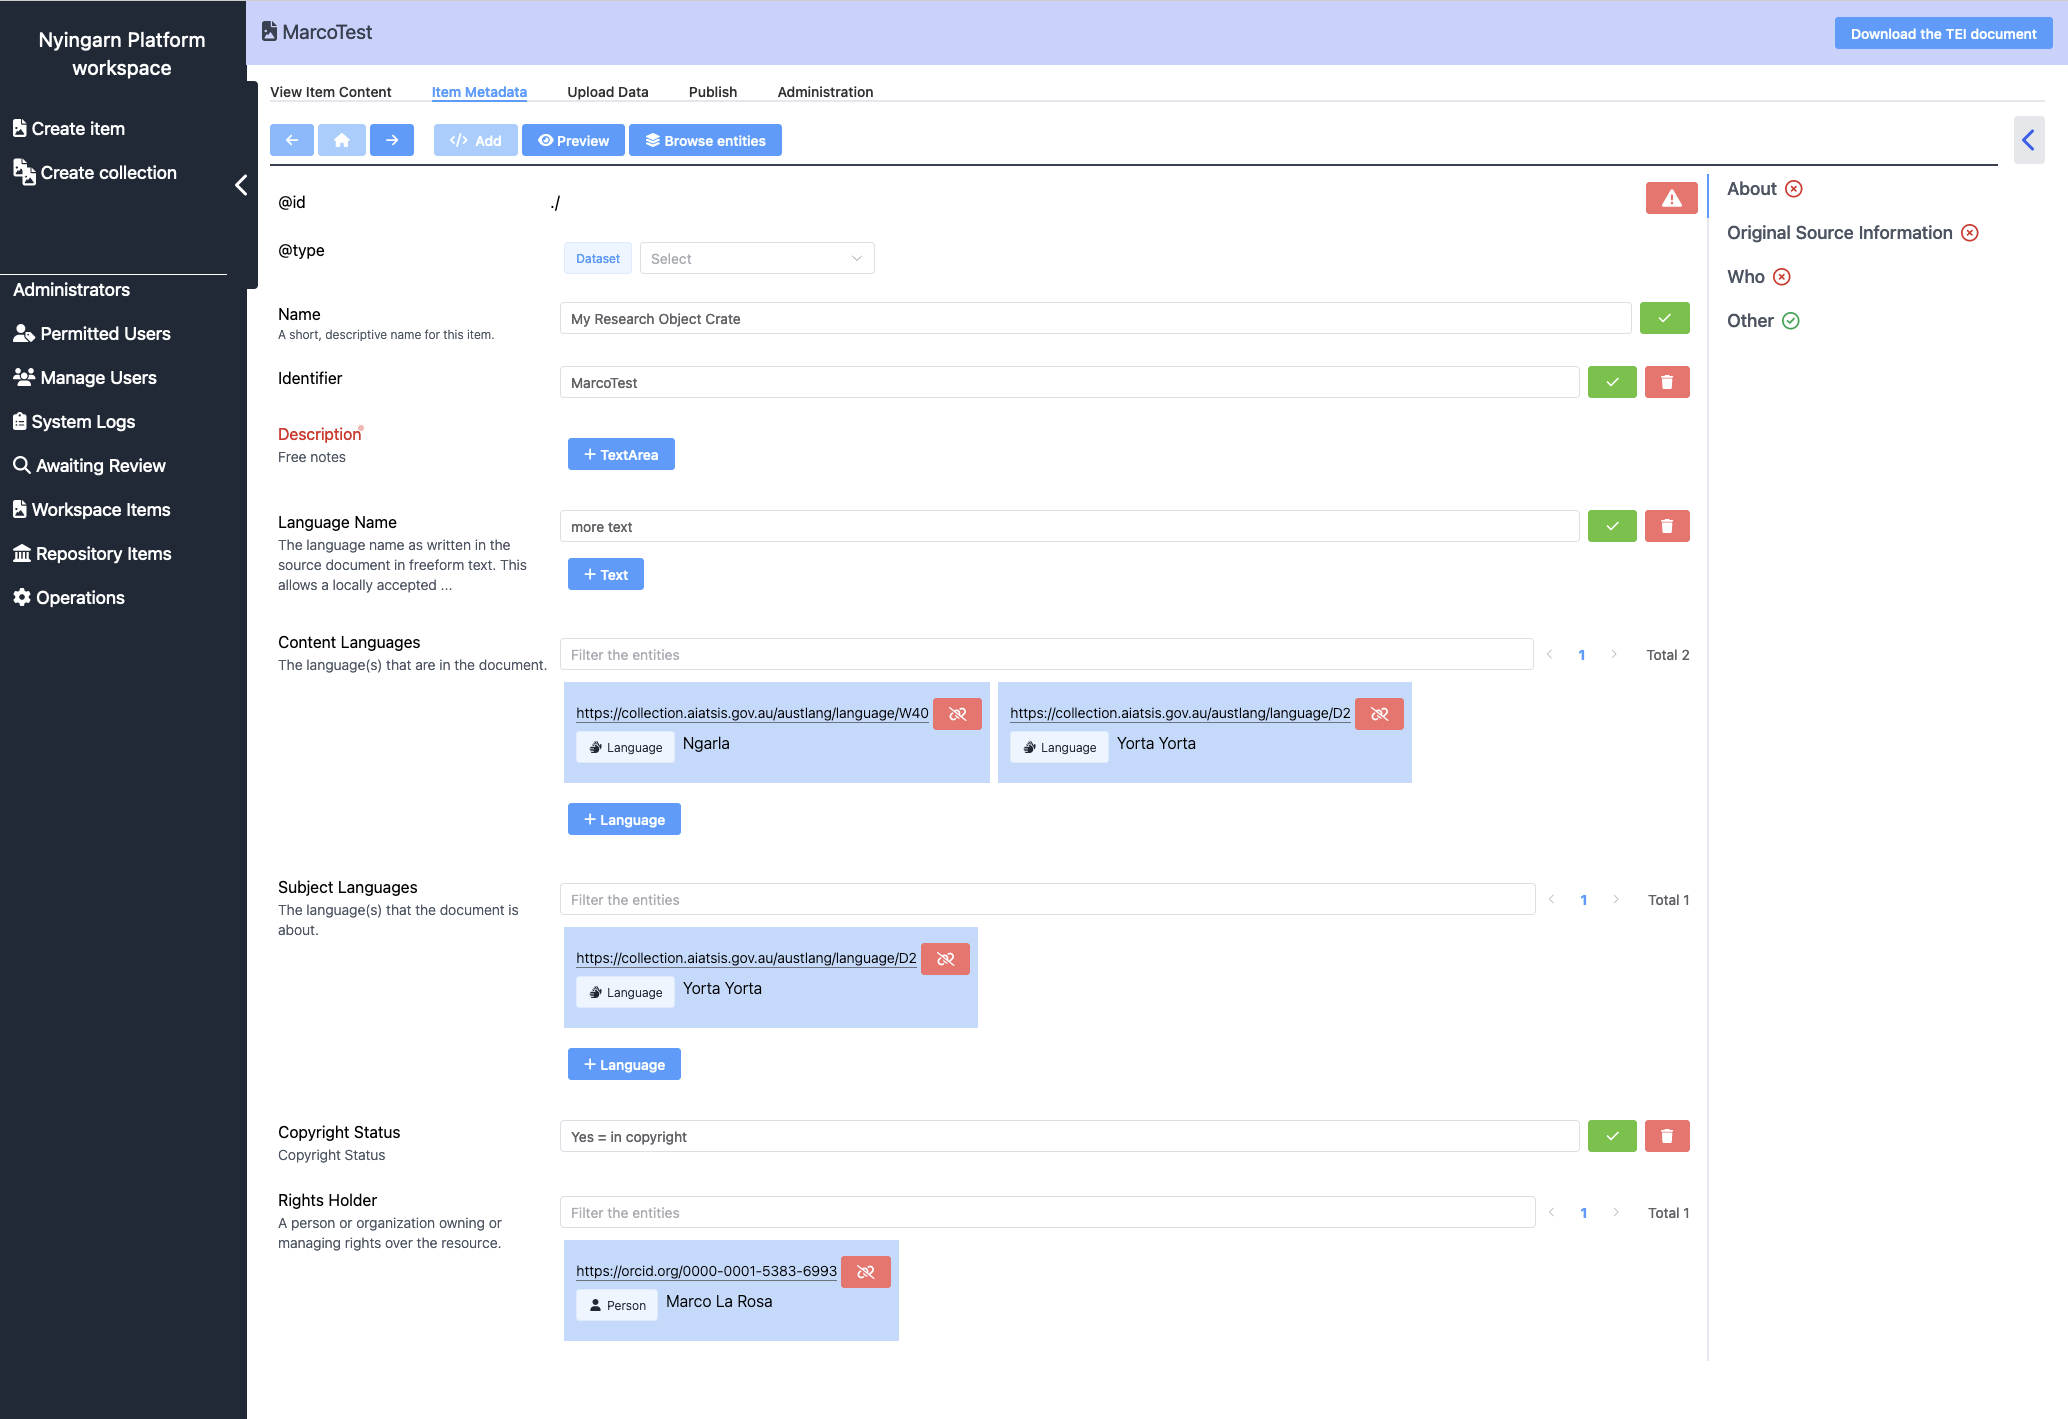 Nyingarn Platform
workspace
Create item
Create collection
Administrators
Permitted Users
Manage Users
System Logs
Awaiting Review
Workspace Items
Repository Items
Operations
MarcoTest
Download the TEI document
View Item Content
Item Metadata
Upload Data
Publish
Administration
Add
Preview
Browse entities
@id
./
@type
Dataset
Select
Name
A short, descriptive name for this item.
My Research Object Crate
Identifier
MarcoTest
Description
Free notes
+ TextArea
Language Name
The language name as written in the
source document in freeform text. This
allows a locally accepted ...
more text
+ Text
Content Languages
The language(s) that are in the document.
Filter the entities
1
Total 2
https://collection.aiatsis.gov.au/austlang/language/W40
Language
Ngarla
https://collection.aiatsis.gov.au/austlang/language/D2
Language
Yorta Yorta
+ Language
Subject Languages
The language(s) that the document is
about.
Filter the entities
1
Total 1
https://collection.aiatsis.gov.au/austlang/language/D2
Language
Yorta Yorta
+ Language
Copyright Status
Copyright Status
Yes = in copyright
Rights Holder
A person or organization owning or
managing rights over the resource.
Filter the entities
1
Total 1
https://orcid.org/0000-0001-5383-6993
Person
Marco La Rosa
About
Original Source Information
Who
Other